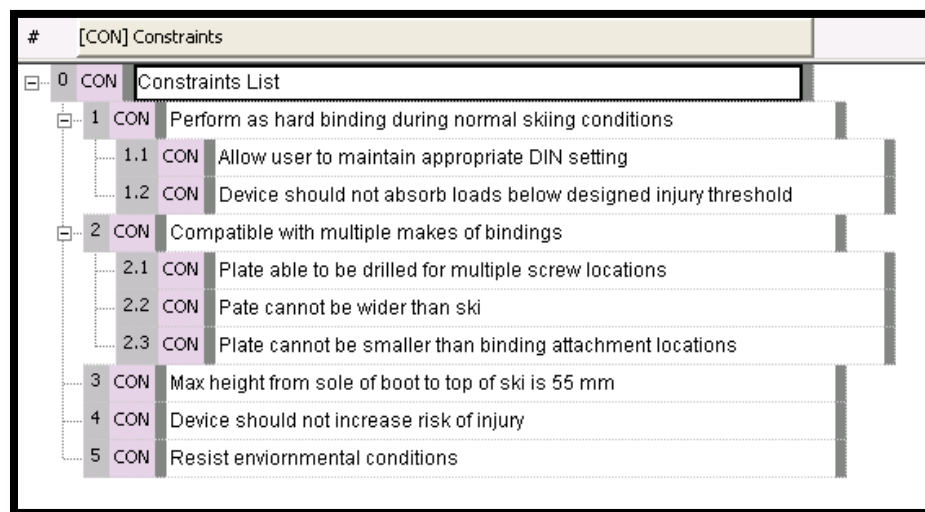 # [CON] Constraints
0 CON Constraints List
1 CON Perform as hard binding during normal skiing conditions
1.1 CON Allow user to maintain appropriate DIN setting
1.2 CON Device should not absorb loads below designed injury threshold
2 CON Compatible with multiple makes of bindings
2.1 CON Plate able to be drilled for multiple screw locations
2.2 CON Pate cannot be wider than ski
2.3 CON Plate cannot be smaller than binding attachment locations
3 CON Max height from sole of boot to top of ski is 55 mm
4 CON Device should not increase risk of injury
5 CON Resist enviornmental conditions